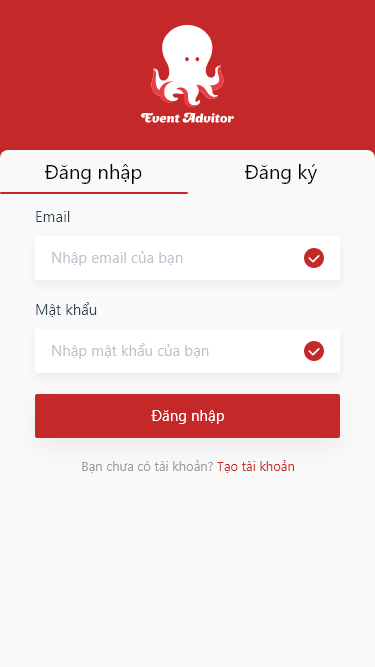 Event Advitor
Đăng nhập
Đăng ký
Email
Nhập email của bạn
Mật khẩu
Nhập mật khẩu của bạn
Đăng nhập
Bạn chưa có tài khoản? Tạo tài khoản